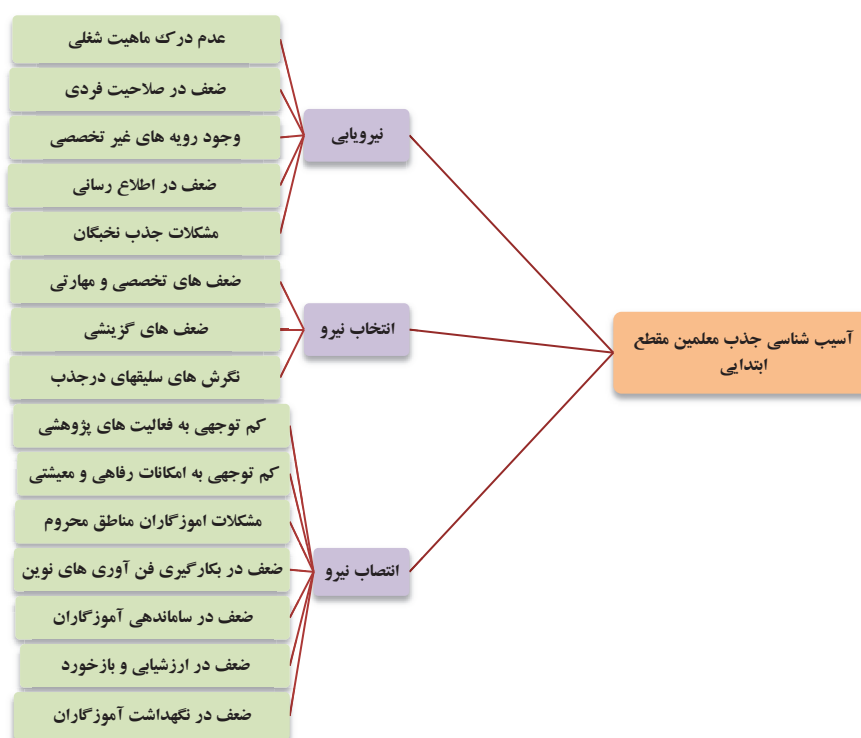 آسیب شناسی جذب معلمین مقطع
ابتدایی
نیرویابی
عدم درک ماهیت شغلی
ضعف در صلاحیت فردی
وجود رویه های غیر تخصصی
ضعف در اطلاع رسانی
مشکلات جذب نخبگان
انتخاب نیرو
ضعف های تخصصی و مهارتی
ضعف های گزینشی
نگرش های سلیقهای درجذب
انتصاب نیرو
کم توجهی به فعالیت های پژوهشی
کم توجهی به امکانات رفاهی و معیشتی
مشکلات اموزگاران مناطق محروم
ضعف در بکارگیری فن آوری های نوین
ضعف در ساماندهی آموزگاران
ضعف در ارزشیابی و بازخورد
ضعف در نگهداشت آموزگاران